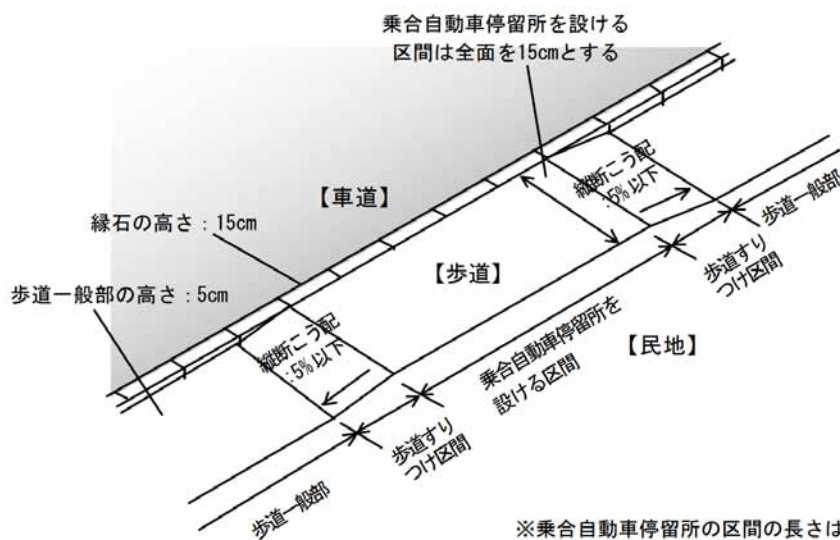 乗合自動車停留所を設ける
区間は全面を15cmとする
【車道】
縁石の高さ：15cm
歩道一般部の高さ：5cm
【歩道】
縦断こう配
:5%以下
縦断こう配
:5%以下
歩道一般部
歩道すり
つけ区間
乗合自動車停留所を
設ける区間
【民地】
歩道すり
つけ区間
歩道一般部
※乗合自動車停留所の区間の長さは